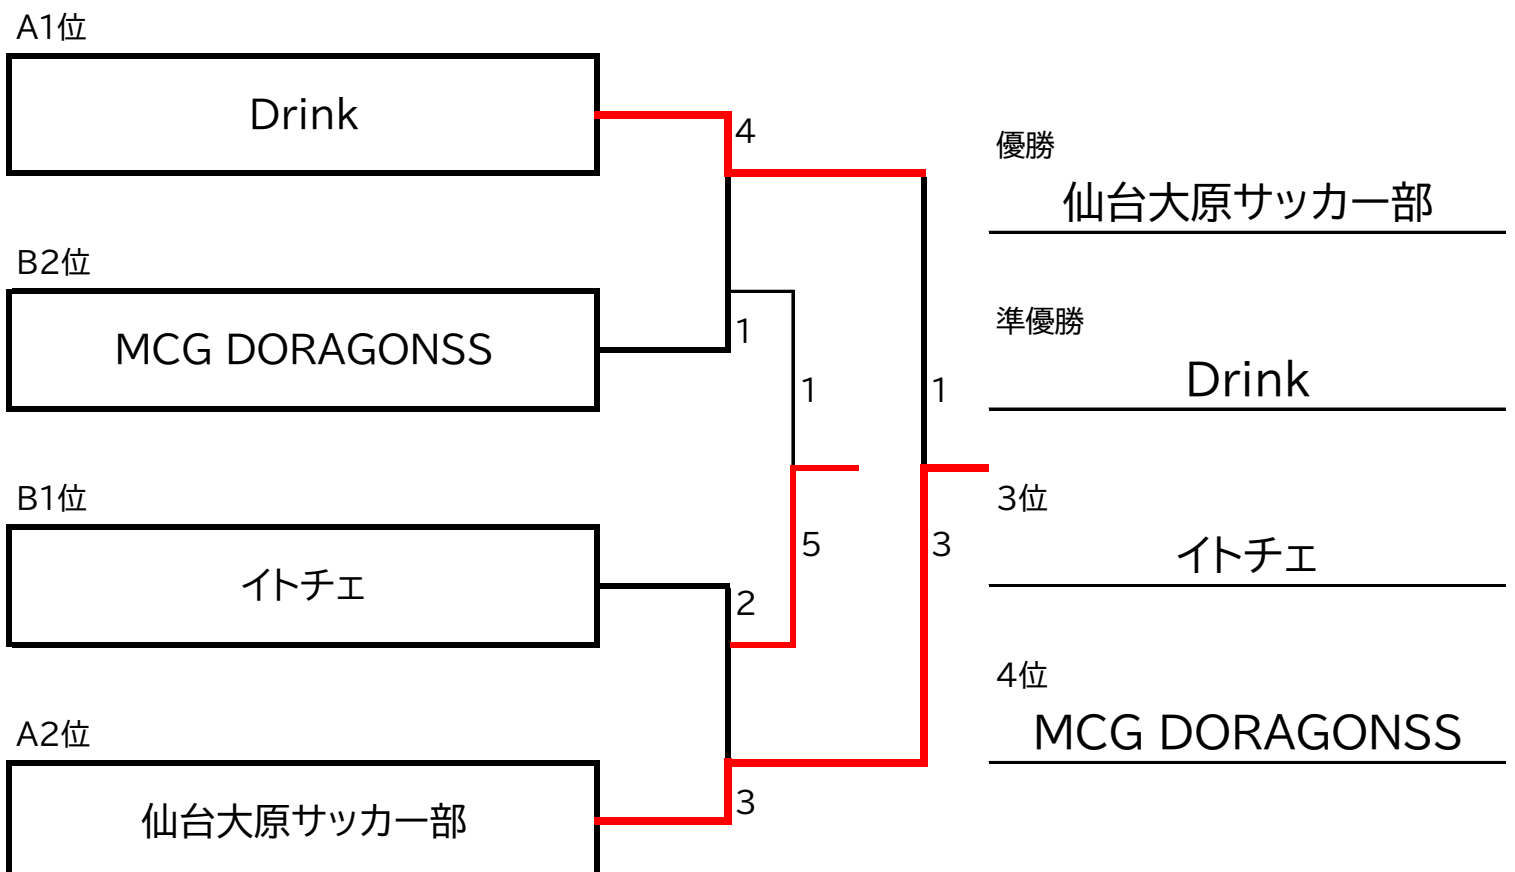 A1位
Drink
4
優勝
仙台大原サッカー部
B2位
MCG DORAGONSS
1
準優勝
Drink
1
1
B1位
イトチェ
2
5
3
3位
イトチェ
A2位
仙台大原サッカー部
3
4位
MCG DORAGONSS